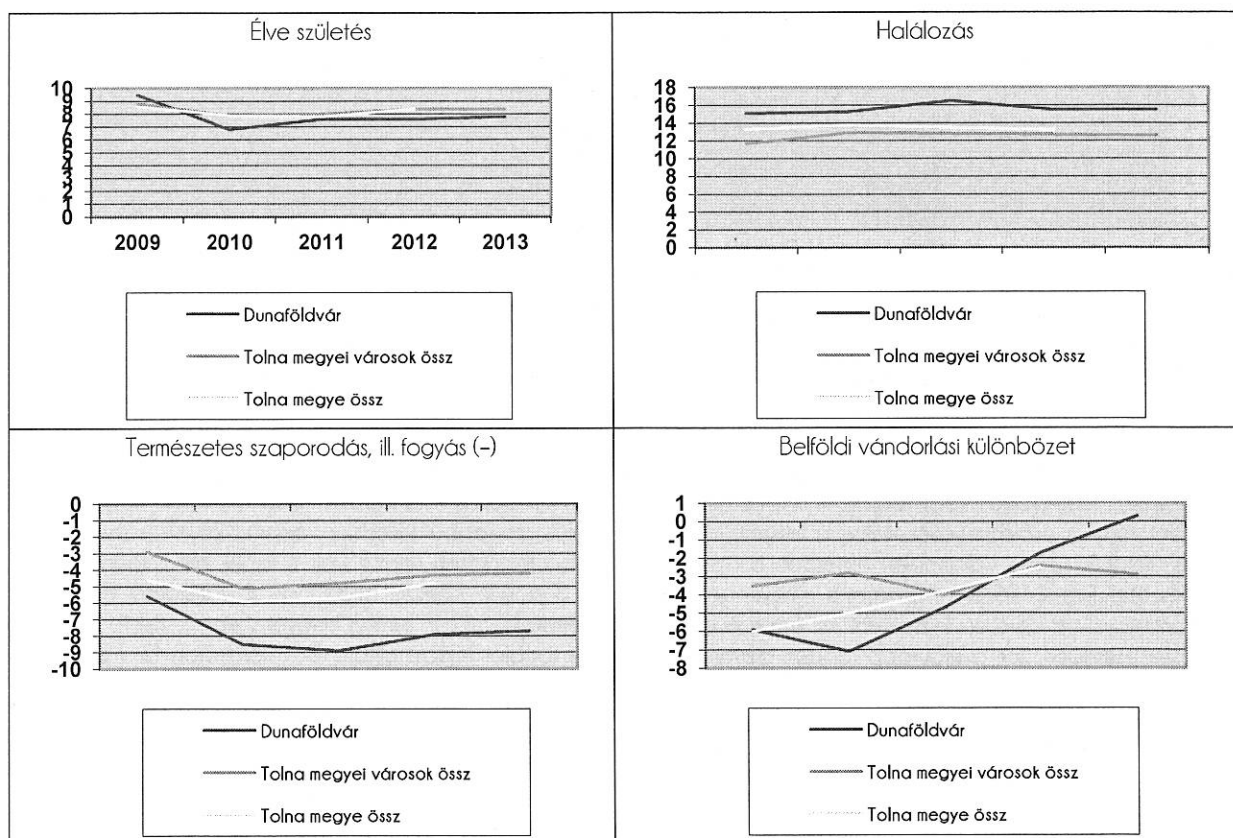 Élve születés
10
9
8
7
6
5
4
3
2
1
0
2009 2010 2011 2012 2013
Dunaföldvár
Tolna megyei városok össz
Tolna megye össz
Halálozás
18
16
14
12
10
8
6
4
2
0
Dunaföldvár
Tolna megyei városok össz
Tolna megye össz
Természetes szaporodás, ill. fogyás (-)
0
-1
-2
-3
-4
-5
-6
-7
-8
-9
-10
Dunaföldvár
Tolna megyei városok össz
Tolna megye össz
Belföldi vándorlási különbözet
1
0
-1
-2
-3
-4
-5
-6
-7
-8
Dunaföldvár
Tolna megyei városok össz
Tolna megye össz